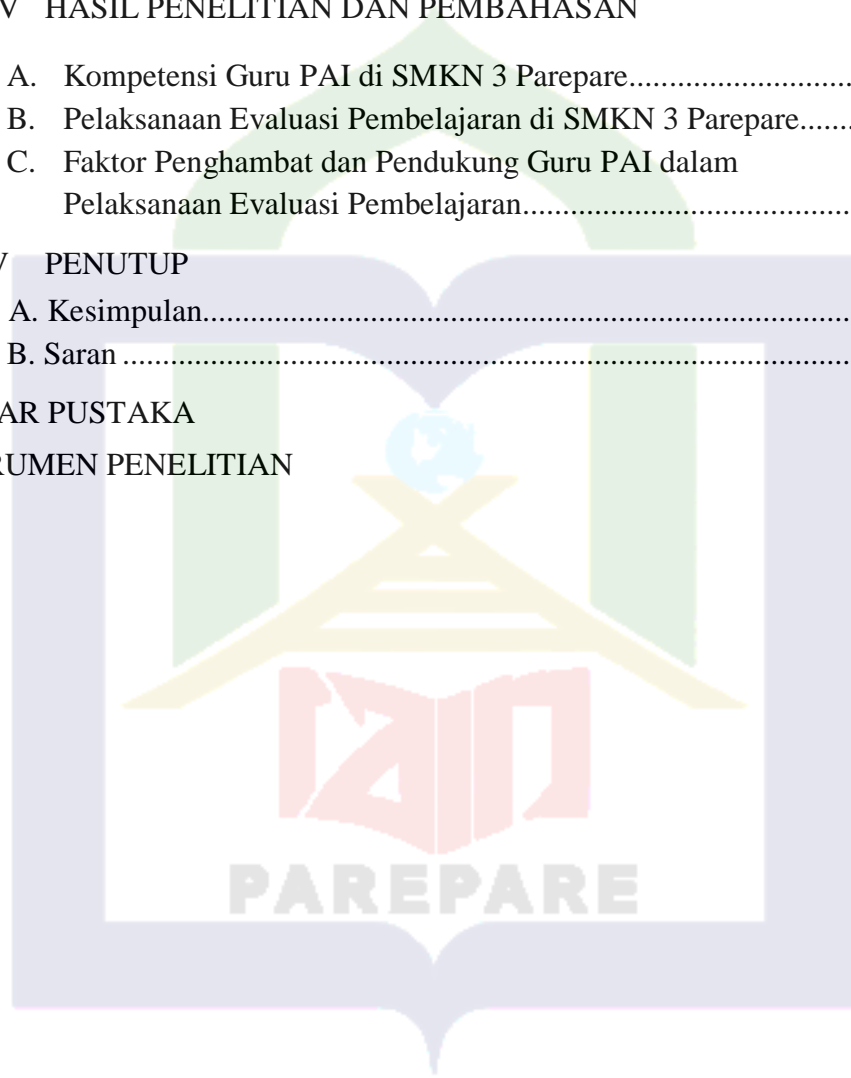 V HASIL PENELITIAN DAN PEMBAHASAN
A. Kompetensi Guru PAI di SMKN 3 Parepare............................
B. Pelaksanaan Evaluasi Pembelajaran di SMKN 3 Parepare.......
C. Faktor Penghambat dan Pendukung Guru PAI dalam
Pelaksanaan Evaluasi Pembelajaran.........................................
V PENUTUP
A. Kesimpulan.................................................................................
B. Saran ...........................................................................................
AR PUSTAKA
RUMEN PENELITIAN
iain
PAREPARE